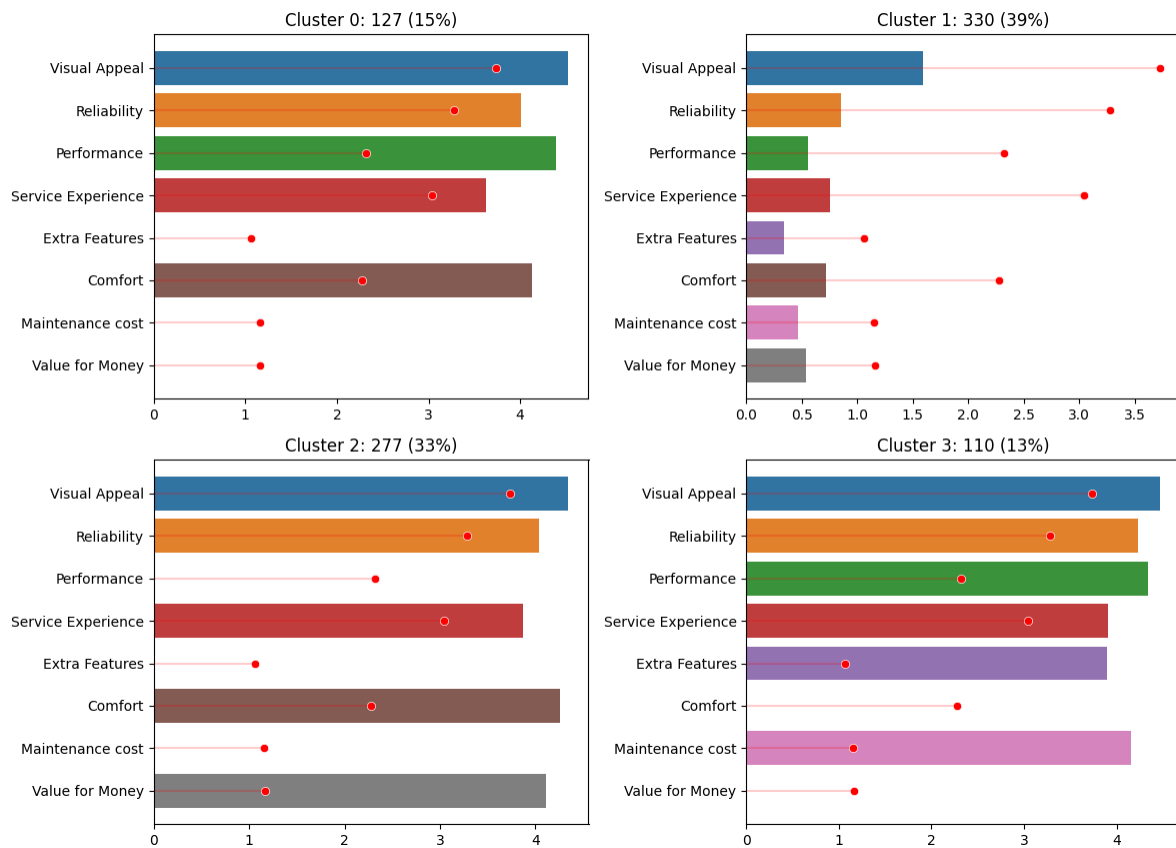 Cluster 0: 127 (15%)
Visual Appeal
Reliability
Performance
Service Experience
Extra Features
Comfort
Maintenance cost
Value for Money
0 1 2 3 4
Cluster 1: 330 (39%)
Visual Appeal
Reliability
Performance
Service Experience
Extra Features
Comfort
Maintenance cost
Value for Money
0.0 0.5 1.0 1.5 2.0 2.5 3.0 3.5
Cluster 2: 277 (33%)
Visual Appeal
Reliability
Performance
Service Experience
Extra Features
Comfort
Maintenance cost
Value for Money
0 1 2 3 4
Cluster 3: 110 (13%)
Visual Appeal
Reliability
Performance
Service Experience
Extra Features
Comfort
Maintenance cost
Value for Money
0 1 2 3 4